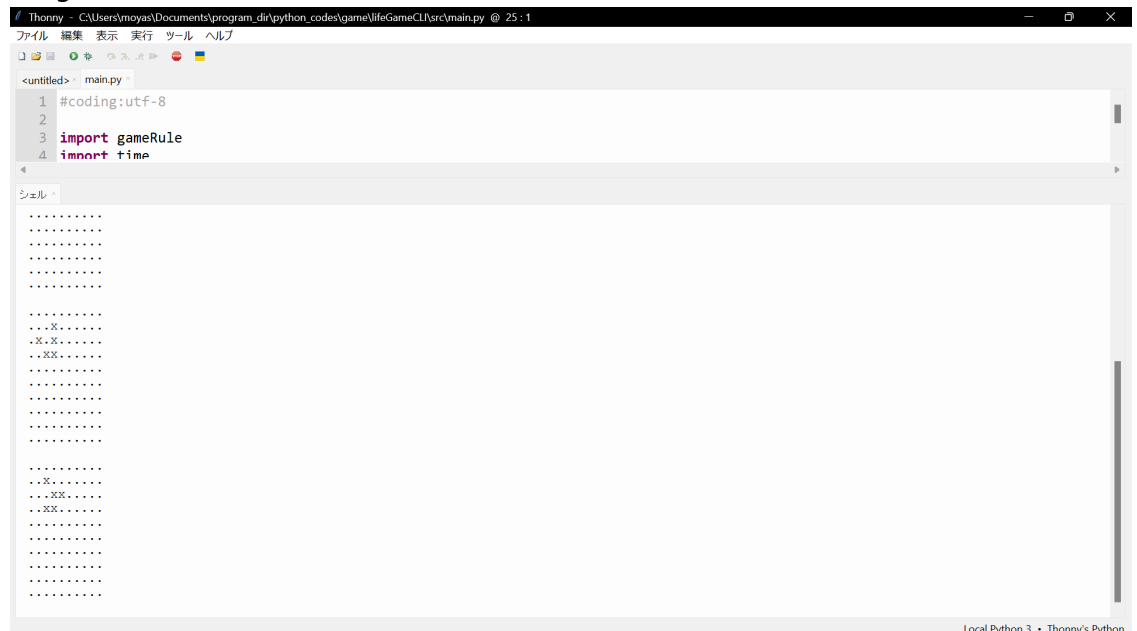 Thonny - C:\Users\moyas\Documents\program_dir\python_codes\game\lifeGameCLI\src\main.py @ 25 : 1
ファイル 編集 表示 実行 ツール ヘルプ
<untitled> × main.py ×
1 #coding:utf-8
2
3 import gameRule
4 import time
シェル ×
..........
..........
..........
..........
..........
..........
..........
...x......
.x.x......
..xx......
..........
..........
..........
..........
..........
..........
..........
..x.......
...xx.....
..xx......
..........
..........
..........
..........
..........
..........
Local Python 3 • Thonny's Python